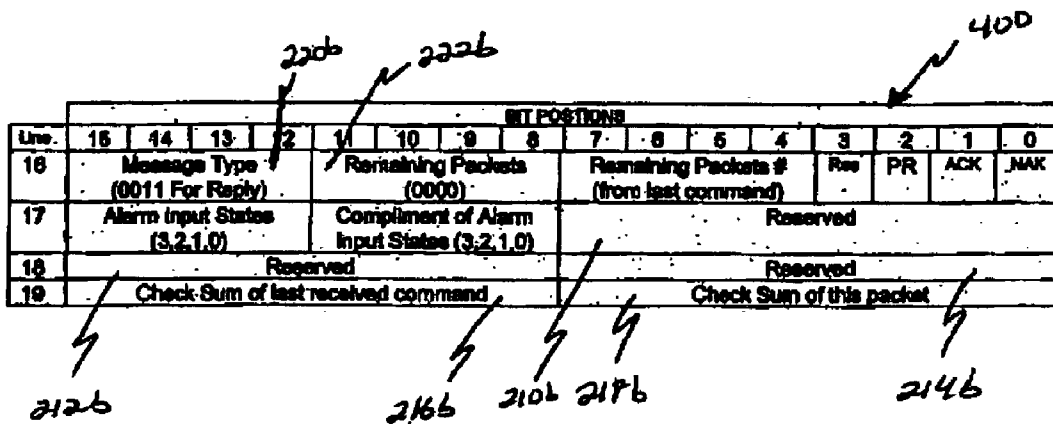 220b 222b 400
BIT POSTIONS
Line 15 14 13 12 11 10 9 8 7 6 5 4 3 2 1 0
16 Message Type Remaining Packets Remaining Packets # Res PR ACK NAK
(0011 For Reply) (0000) (from last command)
17 Alarm Input States Compliment of Alarm Reserved
(3,2,1,0) Input States (3,2,1,0)
18 Reserved Reserved
19 Check Sum of last received command Check Sum of this packet
212b 216b 210b 218b 214b